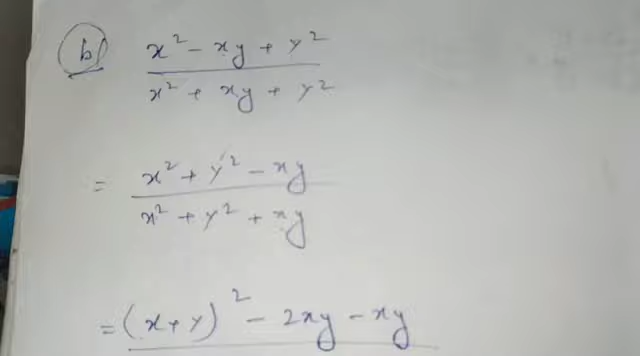 b)
x² - xy + y²
x² + xy + y²
= x² + y² - xy
x² + y² + xy
= (x + y)² - 2xy - xy